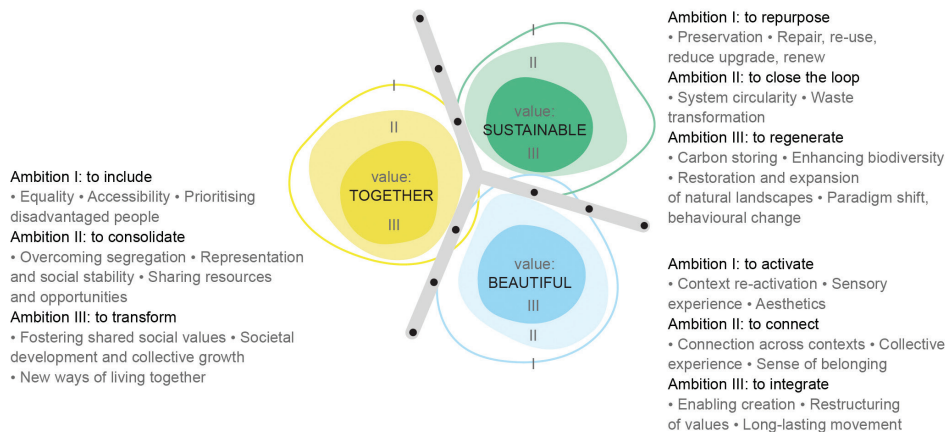 Ambition I: to include
• Equality • Accessibility • Prioritising
disadvantaged people
Ambition II: to consolidate
• Overcoming segregation • Representation
and social stability • Sharing resources
and opportunities
Ambition III: to transform
• Fostering shared social values • Societal
development and collective growth
• New ways of living together
I
II
value:
TOGETHER
III
I
II
value:
SUSTAINABLE
III
value:
BEAUTIFUL
III
II
I
Ambition I: to repurpose
• Preservation • Repair, re-use,
reduce upgrade, renew
Ambition II: to close the loop
• System circularity • Waste
transformation
Ambition III: to regenerate
• Carbon storing • Enhancing biodiversity
• Restoration and expansion
of natural landscapes • Paradigm shift,
behavioural change
Ambition I: to activate
• Context re-activation • Sensory
experience • Aesthetics
Ambition II: to connect
• Connection across contexts • Collective
experience • Sense of belonging
Ambition III: to integrate
• Enabling creation • Restructuring
of values • Long-lasting movement